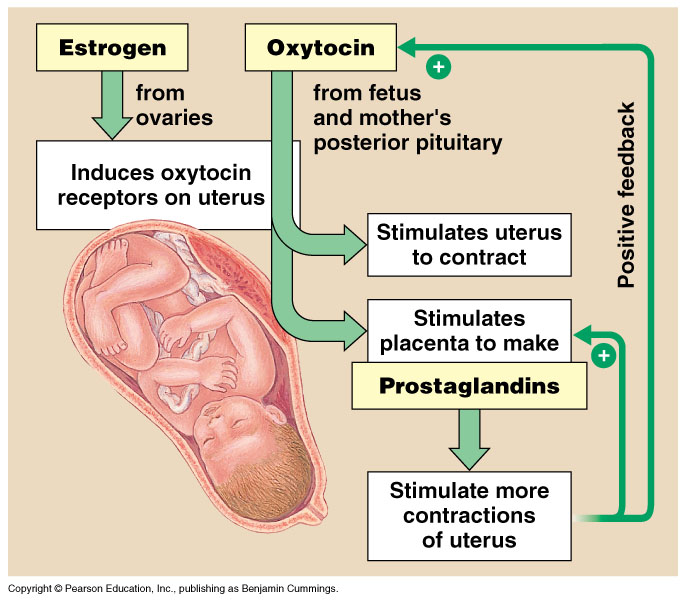 Estrogen
from
ovaries
Induces oxytocin
receptors on uterus
Oxytocin
+
from fetus
and mother's
posterior pituitary
Stimulates uterus
to contract
Stimulates
placenta to make
+
Prostaglandins
Stimulate more
contractions
of uterus
Positive feedback
Copyright © Pearson Education, Inc., publishing as Benjamin Cummings.